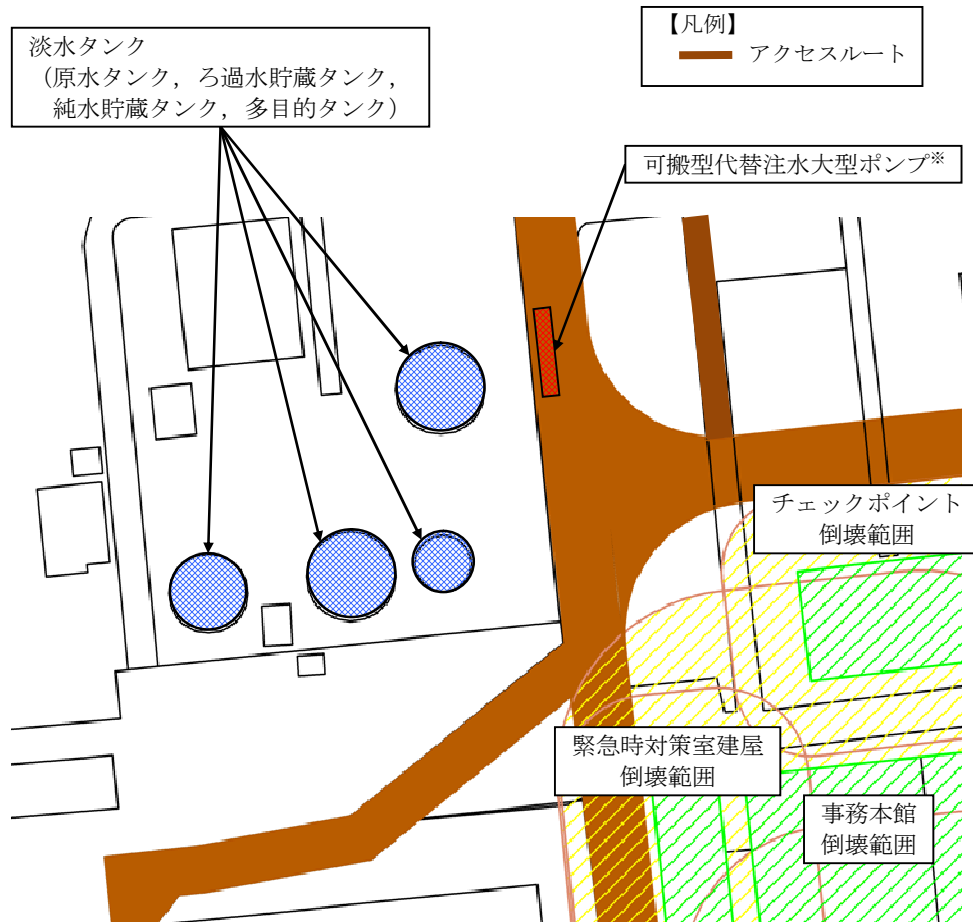 【凡例】
アクセスルート
淡水タンク
（原水タンク，ろ過水貯蔵タンク，
純水貯蔵タンク，多目的タンク）
可搬型代替注水大型ポンプ※
チェックポイント
倒壊範囲
緊急時対策室建屋
倒壊範囲
事務本館
倒壊範囲